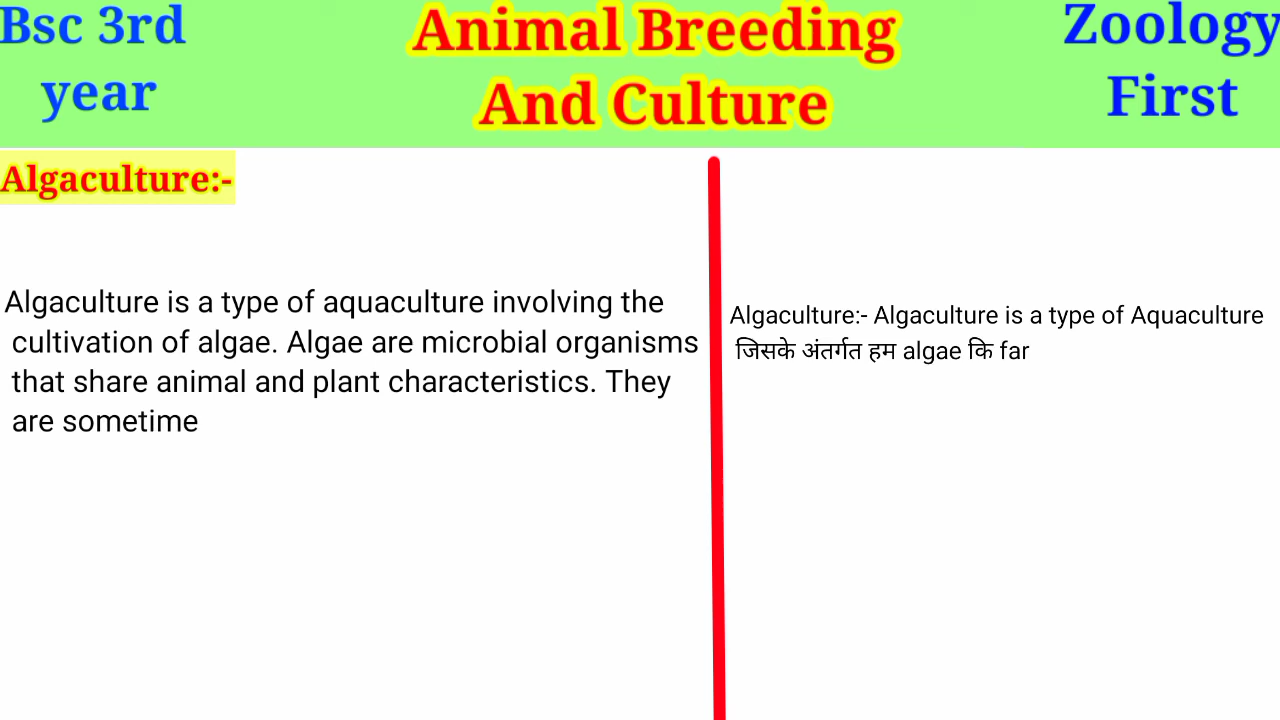 Bsc 3rd
year
Animal Breeding
And Culture
Zoology
First
Algaculture:-
Algaculture is a type of aquaculture involving the
cultivation of algae. Algae are microbial organisms
that share animal and plant characteristics. They
are sometime
Algaculture:- Algaculture is a type of Aquaculture
जिसके अंतर्गत हम algae कि far